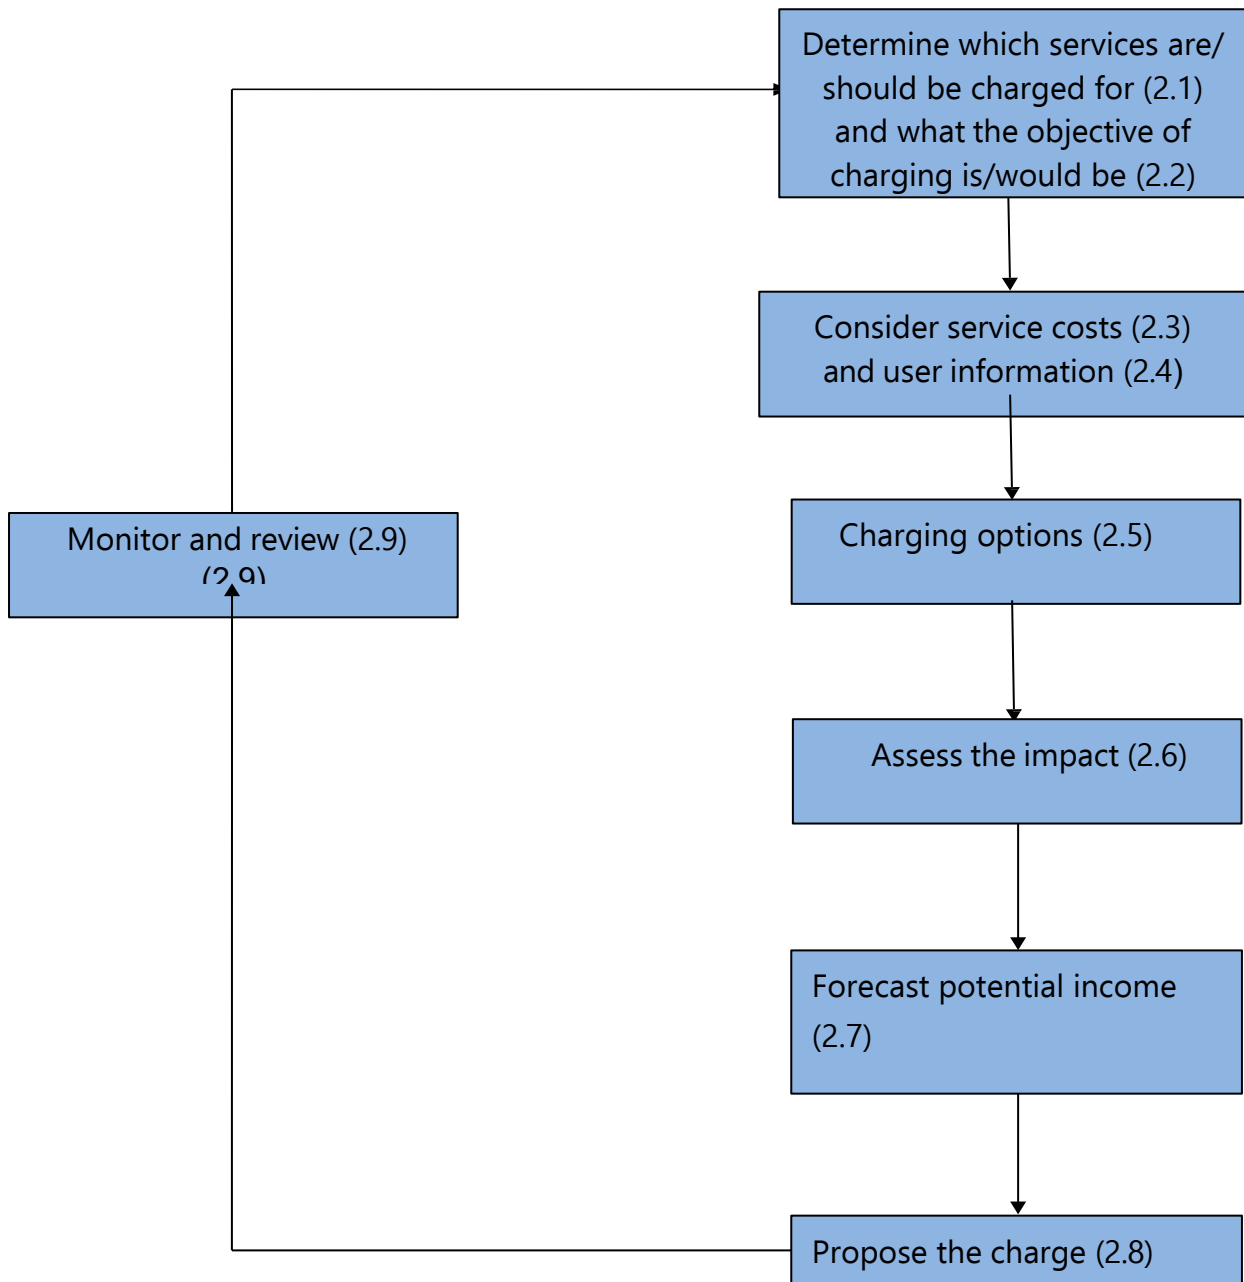 Determine which services are/
should be charged for (2.1)
and what the objective of
charging is/would be (2.2)
Consider service costs (2.3)
and user information (2.4)
Monitor and review (2.9)
(2.9)
Charging options (2.5)
Assess the impact (2.6)
Forecast potential income
(2.7)
Propose the charge (2.8)